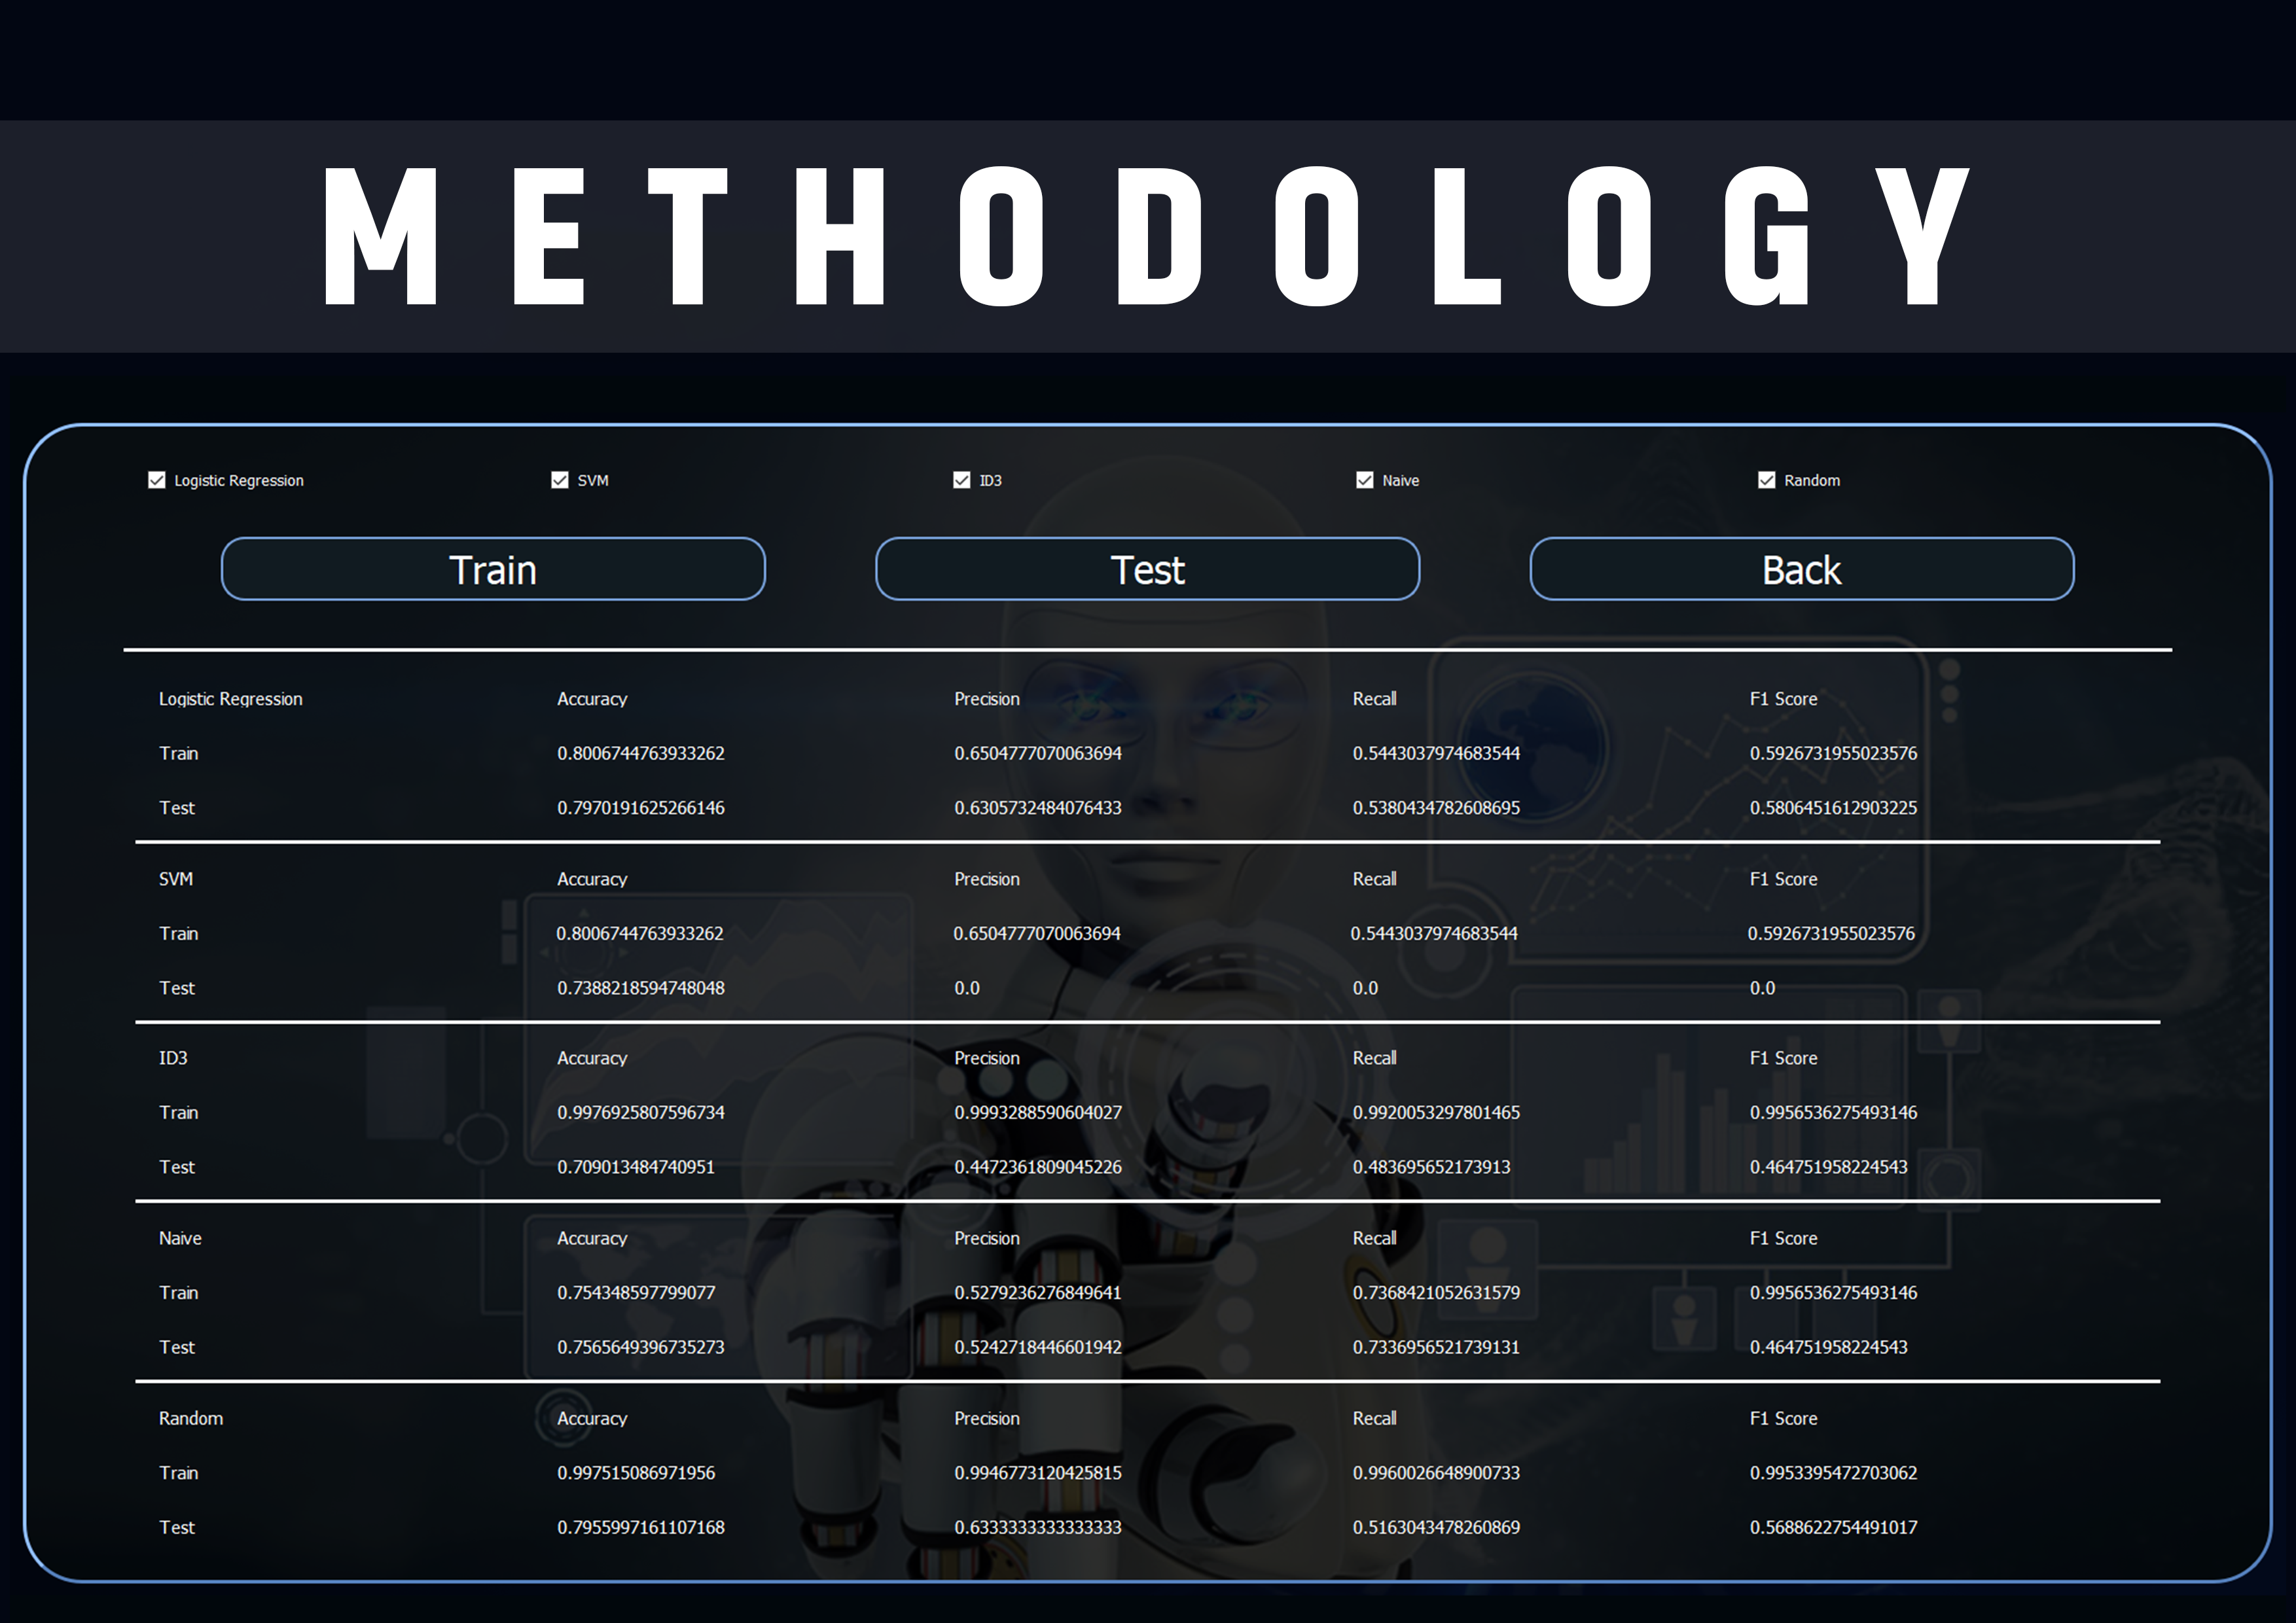 METHODOLOGY
Logistic Regression SVM ID3 Naive Random
Train Test Back
Logistic Regression Accuracy Precision Recall F1 Score
Train 0.8006744763933262 0.6504777070063694 0.5443037974683544 0.5926731955023576
Test 0.7970191625266146 0.6305732484076433 0.5380434782608695 0.5806451612903225
SVM Accuracy Precision Recall F1 Score
Train 0.8006744763933262 0.6504777070063694 0.5443037974683544 0.5926731955023576
Test 0.7388218594748048 0.0 0.0 0.0
ID3 Accuracy Precision Recall F1 Score
Train 0.9976925807596734 0.9993288590604027 0.9920053297801465 0.9956536275493146
Test 0.709013484740951 0.4472361809045226 0.483695652173913 0.464751958224543
Naive Accuracy Precision Recall F1 Score
Train 0.754348597799077 0.5279236276849641 0.7368421052631579 0.9956536275493146
Test 0.7565649396735273 0.5242718446601942 0.7336956521739131 0.464751958224543
Random Accuracy Precision Recall F1 Score
Train 0.997515086971956 0.9946773120425815 0.9960026648900733 0.9953395472703062
Test 0.7955997161107168 0.6333333333333333 0.5163043478260869 0.5688622754491017